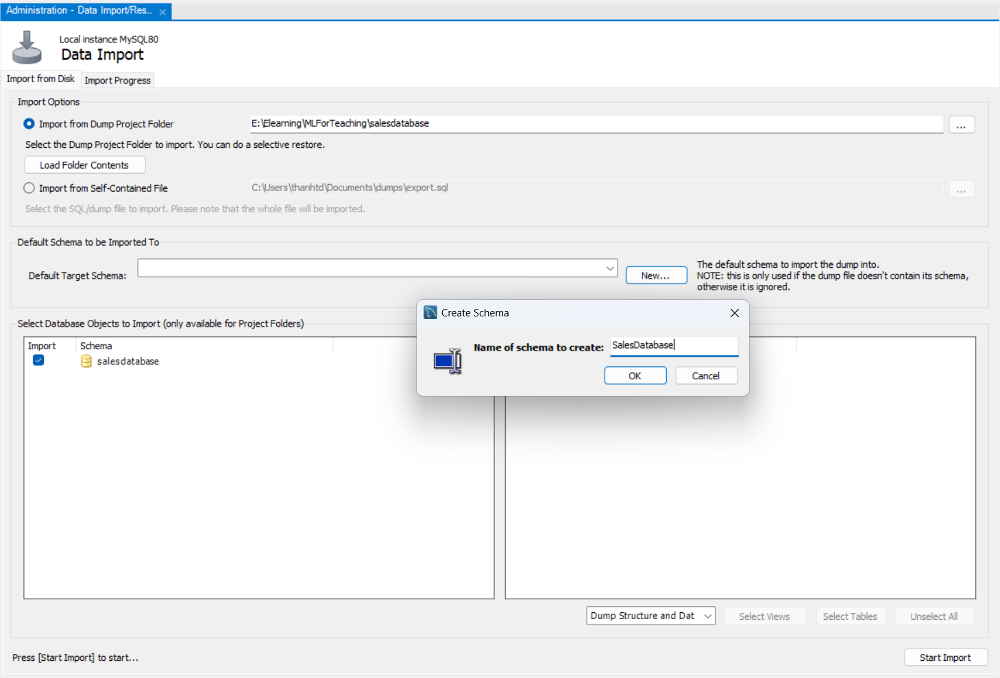 Administration - Data Import/Res...
Local instance MySQL80
Data Import
Import from Disk
Import Progress
Import Options
Import from Dump Project Folder
E:\Elearning\MLForTeaching\salesdatabase
...
Select the Dump Project Folder to import. You can do a selective restore.
Load Folder Contents
Import from Self-Contained File
C:\Users\thanhtd\Documents\dumps\export.sql
...
Select the SQL/dump file to import. Please note that the whole file will be imported.
Default Schema to be Imported To
Default Target Schema:
New...
The default schema to import the dump into.
NOTE: this is only used if the dump file doesn't contain its schema,
otherwise it is ignored.
Create Schema
Name of schema to create:
SalesDatabase
OK
Cancel
Select Database Objects to Import (only available for Project Folders)
Import
Schema
salesdatabase
Dump Structure and Dat
Select Views
Select Tables
Unselect All
Press [Start Import] to start...
Start Import